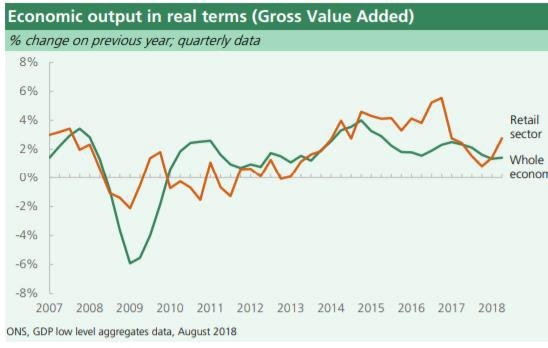 Economic output in real terms (Gross Value Added)
% change on previous year; quarterly data
8%
6%
4%
2%
0%
-2%
-4%
-6%
-8%
Retail
sector
Whole
econom
2007 2008 2009 2010 2011 2012 2013 2014 2015 2016 2017 2018
ONS, GDP low level aggregates data, August 2018